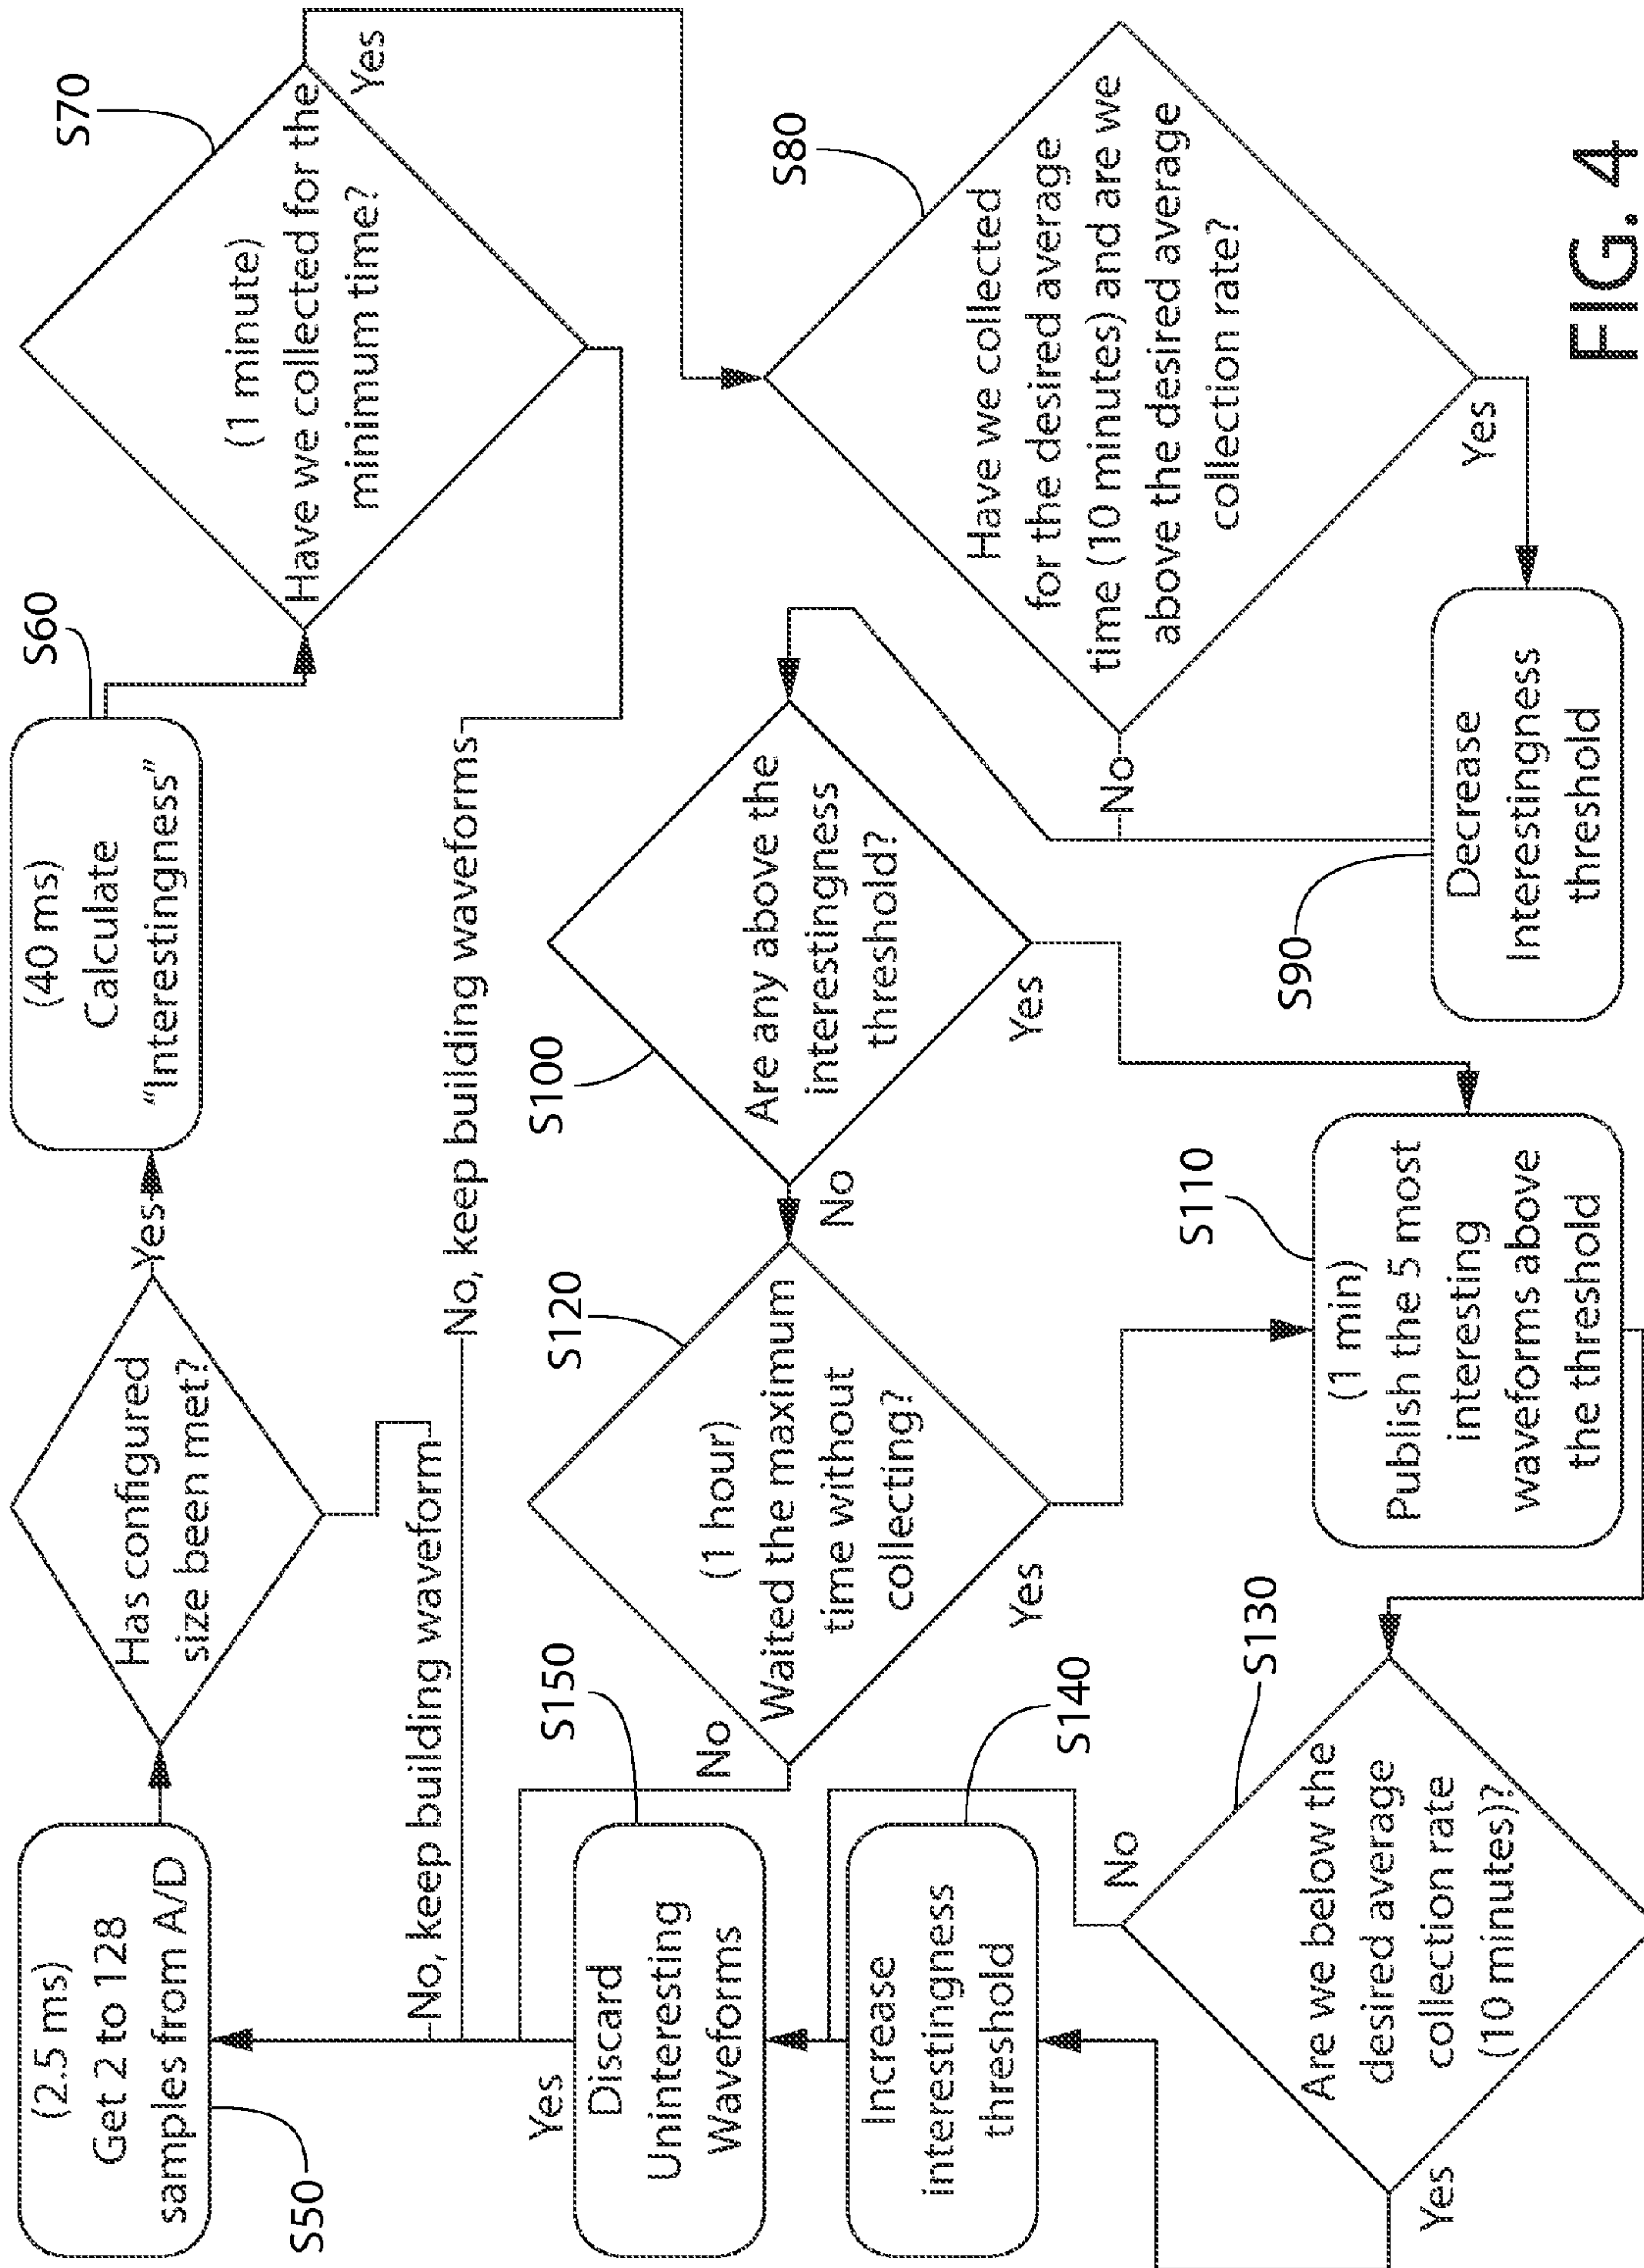 (2.5 ms)
Get 2 to 128
samples from A/D
S50
Has configured
size been met?
Yes
No, keep building waveform
(40 ms)
Calculate
"Interestingness"
S60
(1 minute)
Have we collected for the
minimum time?
S70
Yes
No, keep building waveforms
Have we collected
for the desired average
time (10 minutes) and are we
above the desired average
collection rate?
S80
No
Yes
Decrease
Interestingness
threshold
S90
Are any above the
interestingness
threshold?
S100
No
Yes
(1 hour)
Waited the maximum
time without
collecting?
S120
No
Yes
(1 min)
Publish the 5 most
interesting
waveforms above
the threshold
S110
Are we below the
desired average
collection rate
(10 minutes)?
S130
No
Yes
Increase
interestingness
threshold
S140
Discard
Uninteresting
Waveforms
S150
Yes
FIG. 4